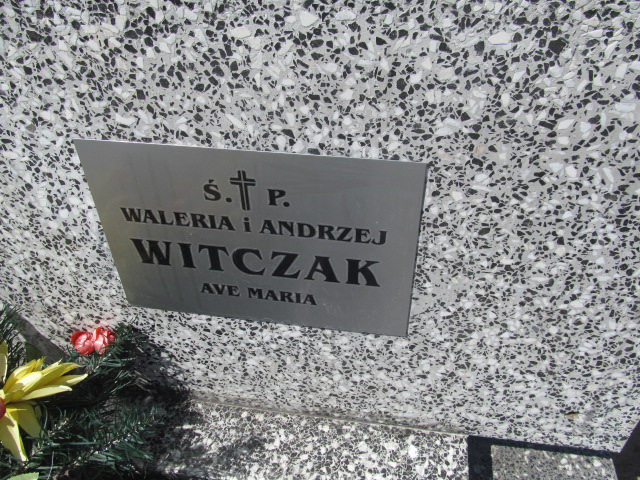 Ś. P.
WALERIA i ANDRZEJ
WITCZAK
AVE MARIA